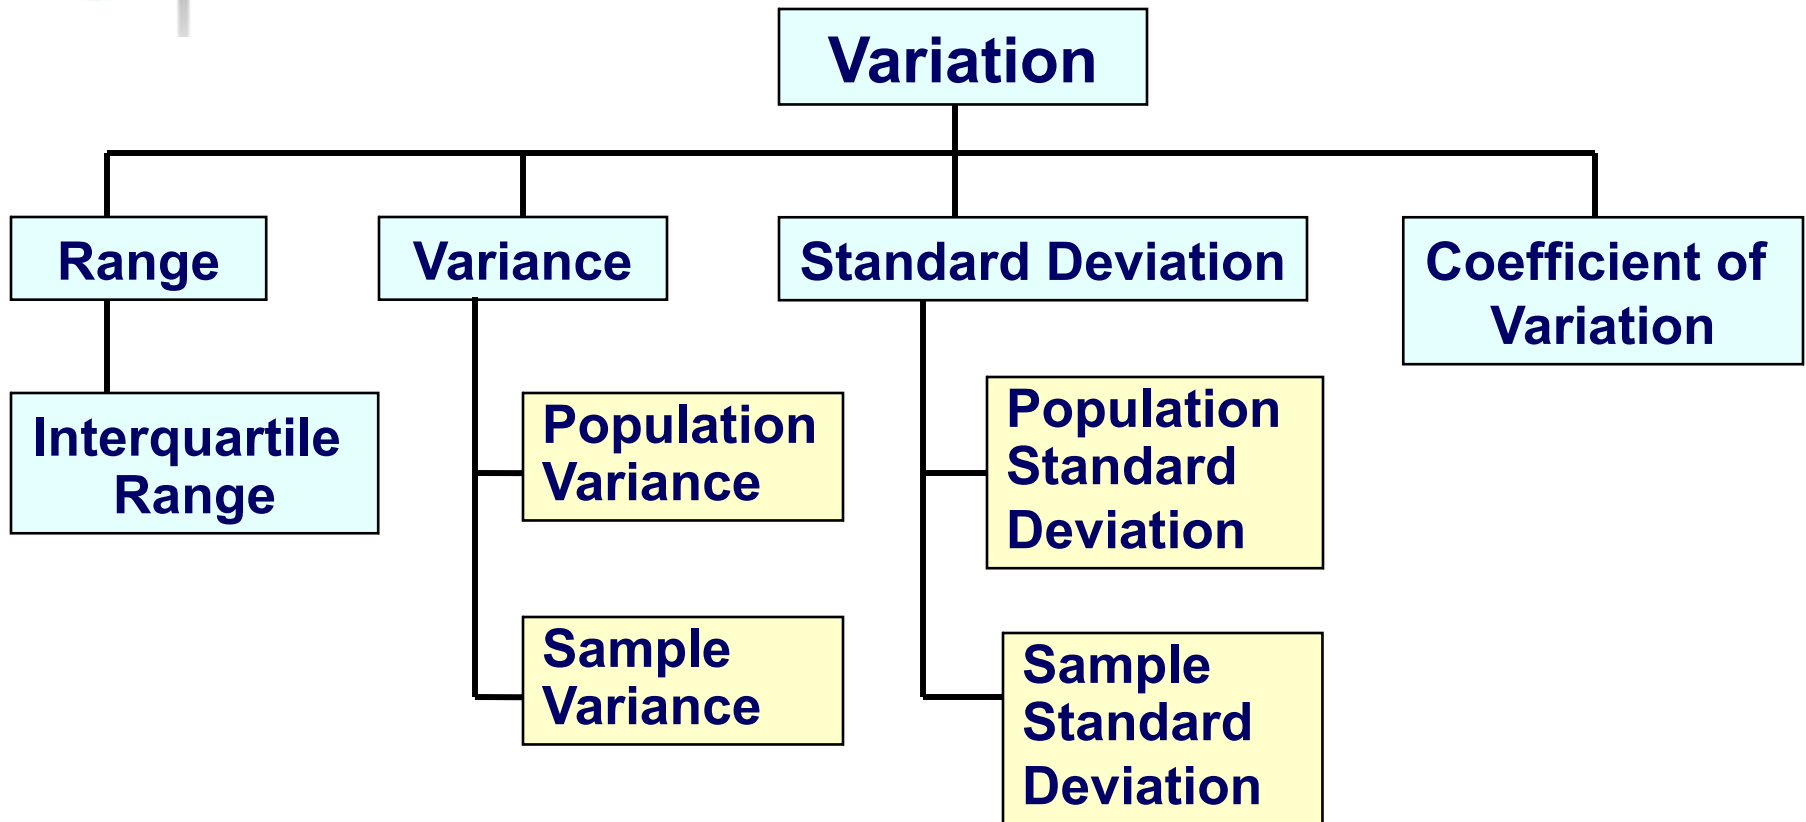 Variation
Range
Variance
Standard Deviation
Coefficient of
Variation
Interquartile
Range
Population
Variance
Population
Standard
Deviation
Sample
Variance
Sample
Standard
Deviation